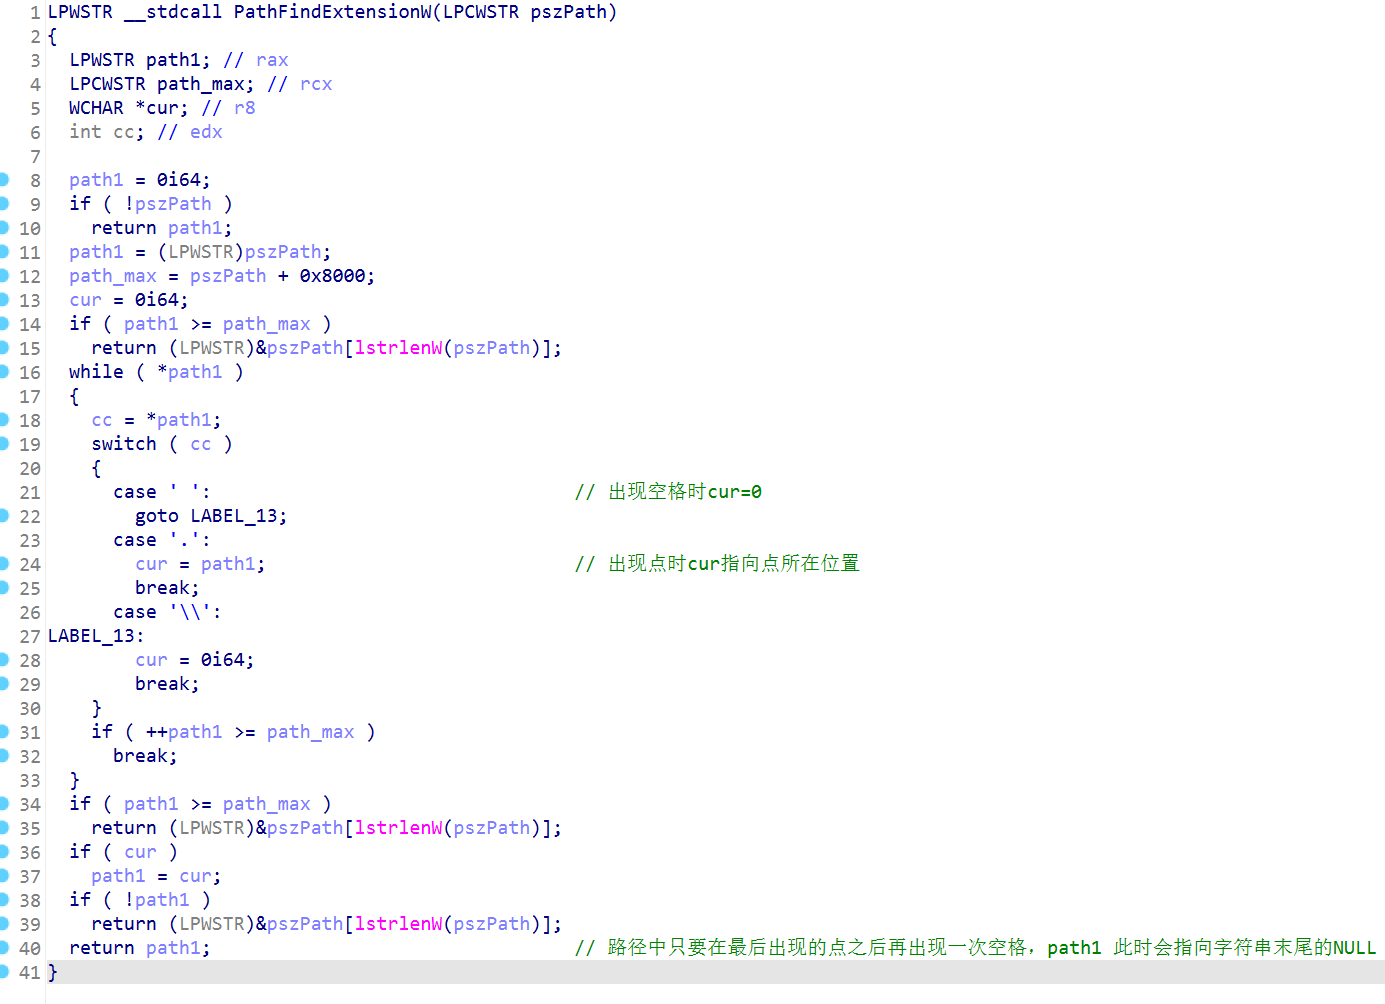 1 LPWSTR __stdcall PathFindExtensionW(LPCWSTR pszPath)
2 {
3   LPWSTR path1; // rax
4   LPCWSTR path_max; // rcx
5   WCHAR *cur; // r8
6   int cc; // edx
7
8   path1 = 0i64;
9   if ( !pszPath )
10     return path1;
11   path1 = (LPWSTR)pszPath;
12   path_max = pszPath + 0x8000;
13   cur = 0i64;
14   if ( path1 >= path_max )
15     return (LPWSTR)&pszPath[lstrlenW(pszPath)];
16   while ( *path1 )
17   {
18     cc = *path1;
19     switch ( cc )
20     {
21       case ' ':                                 // 出现空格时cur=0
22         goto LABEL_13;
23       case '.':
24         cur = path1;                            // 出现点时cur指向点所在位置
25         break;
26       case '\\':
27 LABEL_13:
28         cur = 0i64;
29         break;
30     }
31     if ( ++path1 >= path_max )
32       break;
33   }
34   if ( path1 >= path_max )
35     return (LPWSTR)&pszPath[lstrlenW(pszPath)];
36   if ( cur )
37     path1 = cur;
38   if ( !path1 )
39     return (LPWSTR)&pszPath[lstrlenW(pszPath)];
40   return path1;                                 // 路径中只要在最后出现的点之后再出现一次空格，path1 此时会指向字符串末尾的NULL
41 }